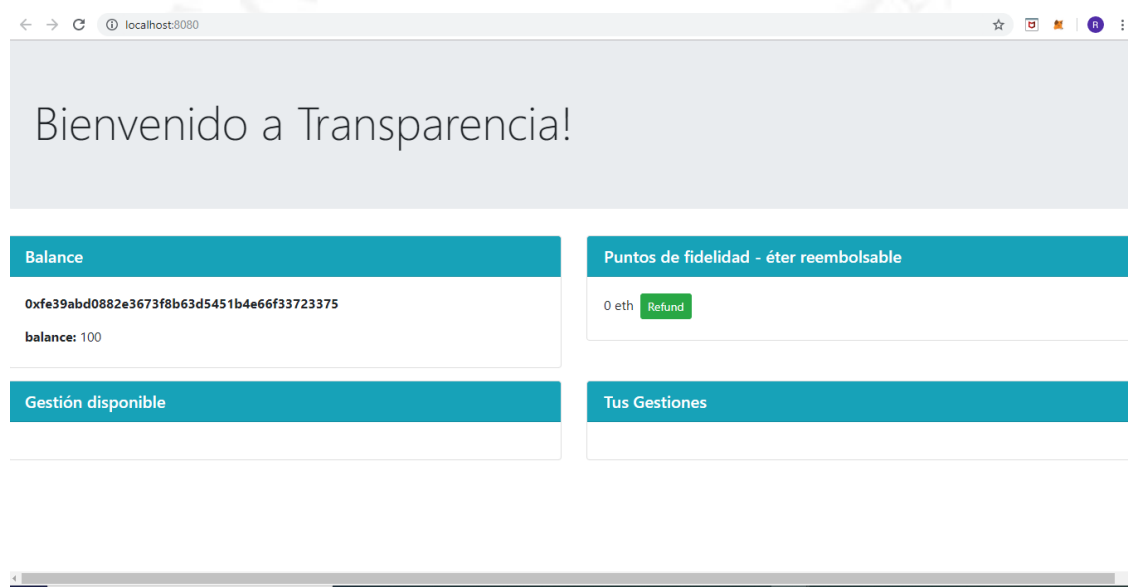 localhost:8080
R
Bienvenido a Transparencia!
Balance
0xfe39abd0882e3673f8b63d5451b4e66f33723375
balance: 100
Puntos de fidelidad - éter reembolsable
0 eth Refund
Gestión disponible
Tus Gestiones